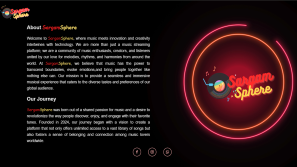 Sargam
Sphere
About SargamSphere
Welcome to SargamSphere, where music meets innovation and creativity
intertwines with technology. We are more than just a music streaming
platform; we are a community of music enthusiasts, creators, and listeners
united by our love for melodies, rhythms, and harmonies from around the
world. At SargamSphere, we believe that music has the power to
transcend boundaries, evoke emotions,and bring people together like
nothing else can. Our mission is to provide a seamless and immersive
musical experience that caters to the diverse tastes and preferences of our
global audience.
Our Journey
SargamSphere was born out of a shared passion for music and a desire to
revolutionize the way people discover, enjoy, and engage with their favorite
tunes. Founded in 2024, our journey began with a vision to create a
platform that not only offers unlimited access to a vast library of songs but
also fosters a sense of belonging and connection among music lovers
worldwide.
Sargam
Sphere